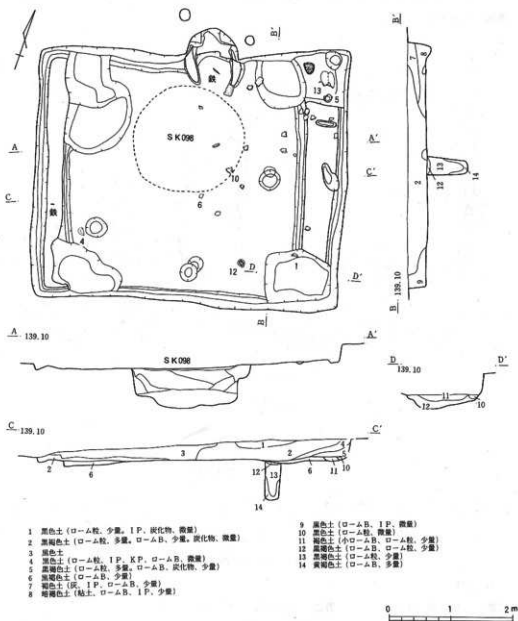 B'
B'
鉄
13
5
7
8
SK098
A
A'
C
C'
10
6
鉄
4
12
D
1
D'
B
13
12
14
2
9
B 139.10
A 139.10
A'
SK098
D 139.10
D'
11
12
10
C 139.10
C'
2
6
3
1
2
12
13
14
6
11
10
4
5
1 黒色土(ローム粒、少量。IP、炭化物、微量)
2 黒褐色土(ローム粒、多量。ロームB、少量。炭化物、微量)
3 黒色土
4 黒色土(ローム粒、IP、KP、ロームB、微量)
5 黒褐色土(ローム粒、多量。ロームB、炭化物、少量)
6 黒褐色土(ロームB、少量)
7 褐色土(灰、IP、ロームB、少量)
8 暗褐色土(粘土、ロームB、IP、少量)
9 黒色土(ロームB、IP、微量)
10 黒色土(ローム粒、微量)
11 褐色土(小ロームB、ローム粒、少量)
12 黒褐色土(ロームB、ローム粒、少量)
13 黒褐色土(ローム粒、少量)
14 黄褐色土(ロームB、多量)
0 1 2m